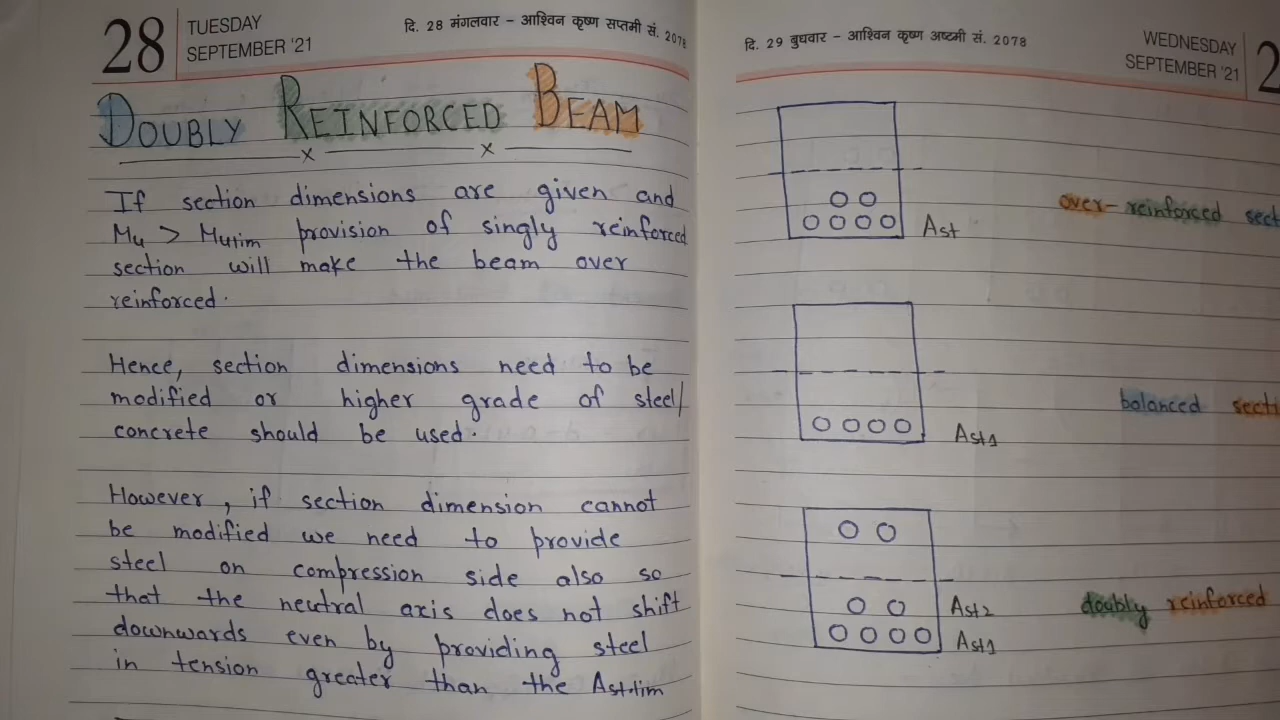 28
TUESDAY
SEPTEMBER '21
दि. 28 मंगलवार – आश्विन कृष्ण सप्तमी सं. 2078
DOUBLY REINFORCED BEAM
If section dimensions are given and
Mu > Mulim provision of singly reinforced
section will make the beam over
reinforced.
Hence, section dimensions need to be
modified or higher grade of steel/
concrete should be used.
However, if section dimension cannot
be modified we need to provide
steel on compression side also so
that the neutral axis does not shift
downwards even by providing steel
in tension greater than the Ast.lim
दि. 29 बुधवार – आश्विन कृष्ण अष्टमी सं. 2078
WEDNESDAY
SEPTEMBER '21
2
over-reinforced sect
Ast
balanced secti
Ast1
Ast2
doubly reinforced
Ast1